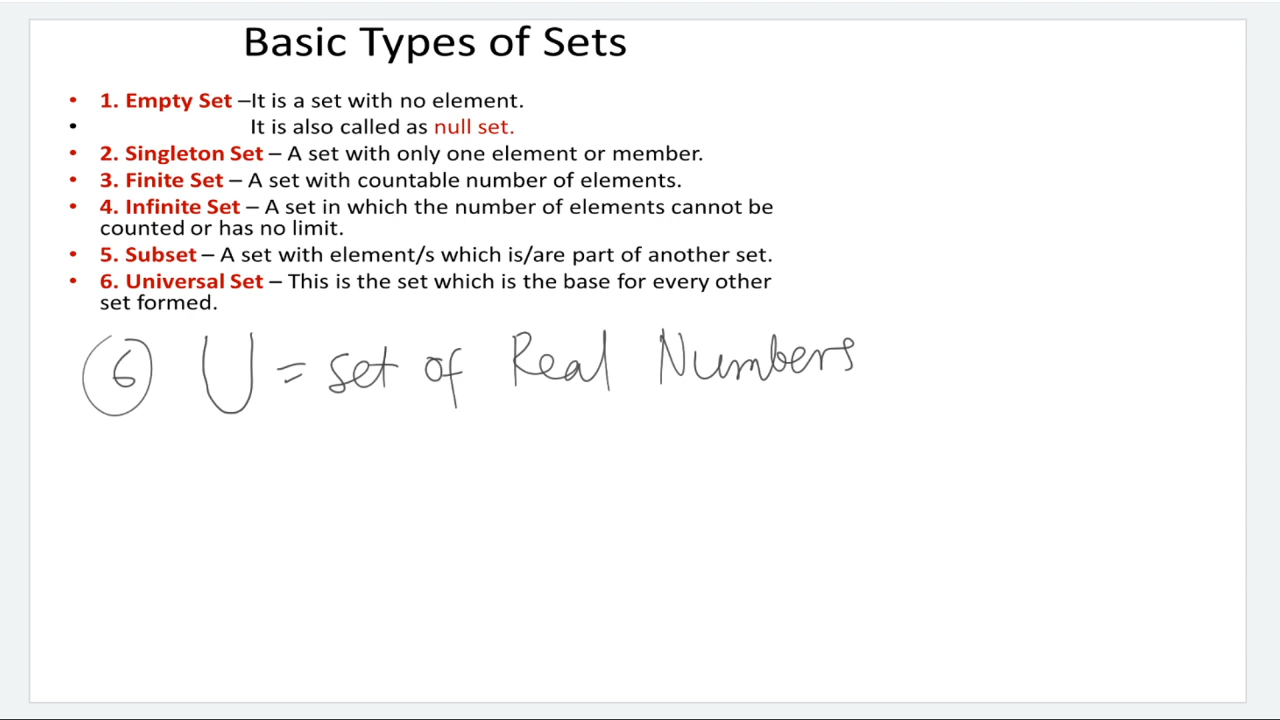 Basic Types of Sets
• 1. Empty Set –It is a set with no element.
• It is also called as null set.
• 2. Singleton Set – A set with only one element or member.
• 3. Finite Set – A set with countable number of elements.
• 4. Infinite Set – A set in which the number of elements cannot be
counted or has no limit.
• 5. Subset – A set with element/s which is/are part of another set.
• 6. Universal Set – This is the set which is the base for every other
set formed.
6 U = set of Real Numbers